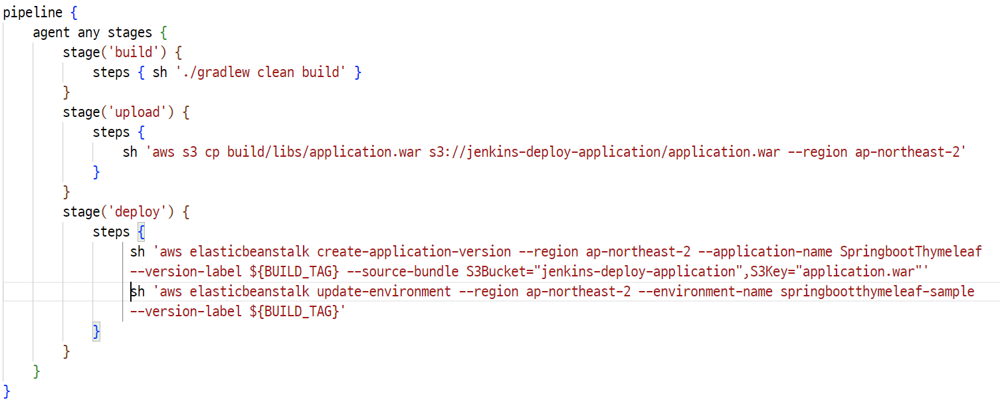 pipeline {
    agent any stages {
        stage('build') {
            steps { sh './gradlew clean build' }
        }
        stage('upload') {
            steps {
                sh 'aws s3 cp build/libs/application.war s3://jenkins-deploy-application/application.war --region ap-northeast-2'
            }
        }
        stage('deploy') {
            steps {
                 sh 'aws elasticbeanstalk create-application-version --region ap-northeast-2 --application-name SpringbootThymeleaf
                 --version-label ${BUILD_TAG} --source-bundle S3Bucket="jenkins-deploy-application",S3Key="application.war"'
                 sh 'aws elasticbeanstalk update-environment --region ap-northeast-2 --environment-name springbootthymeleaf-sample
                 --version-label ${BUILD_TAG}'
            }
        }
    }
}